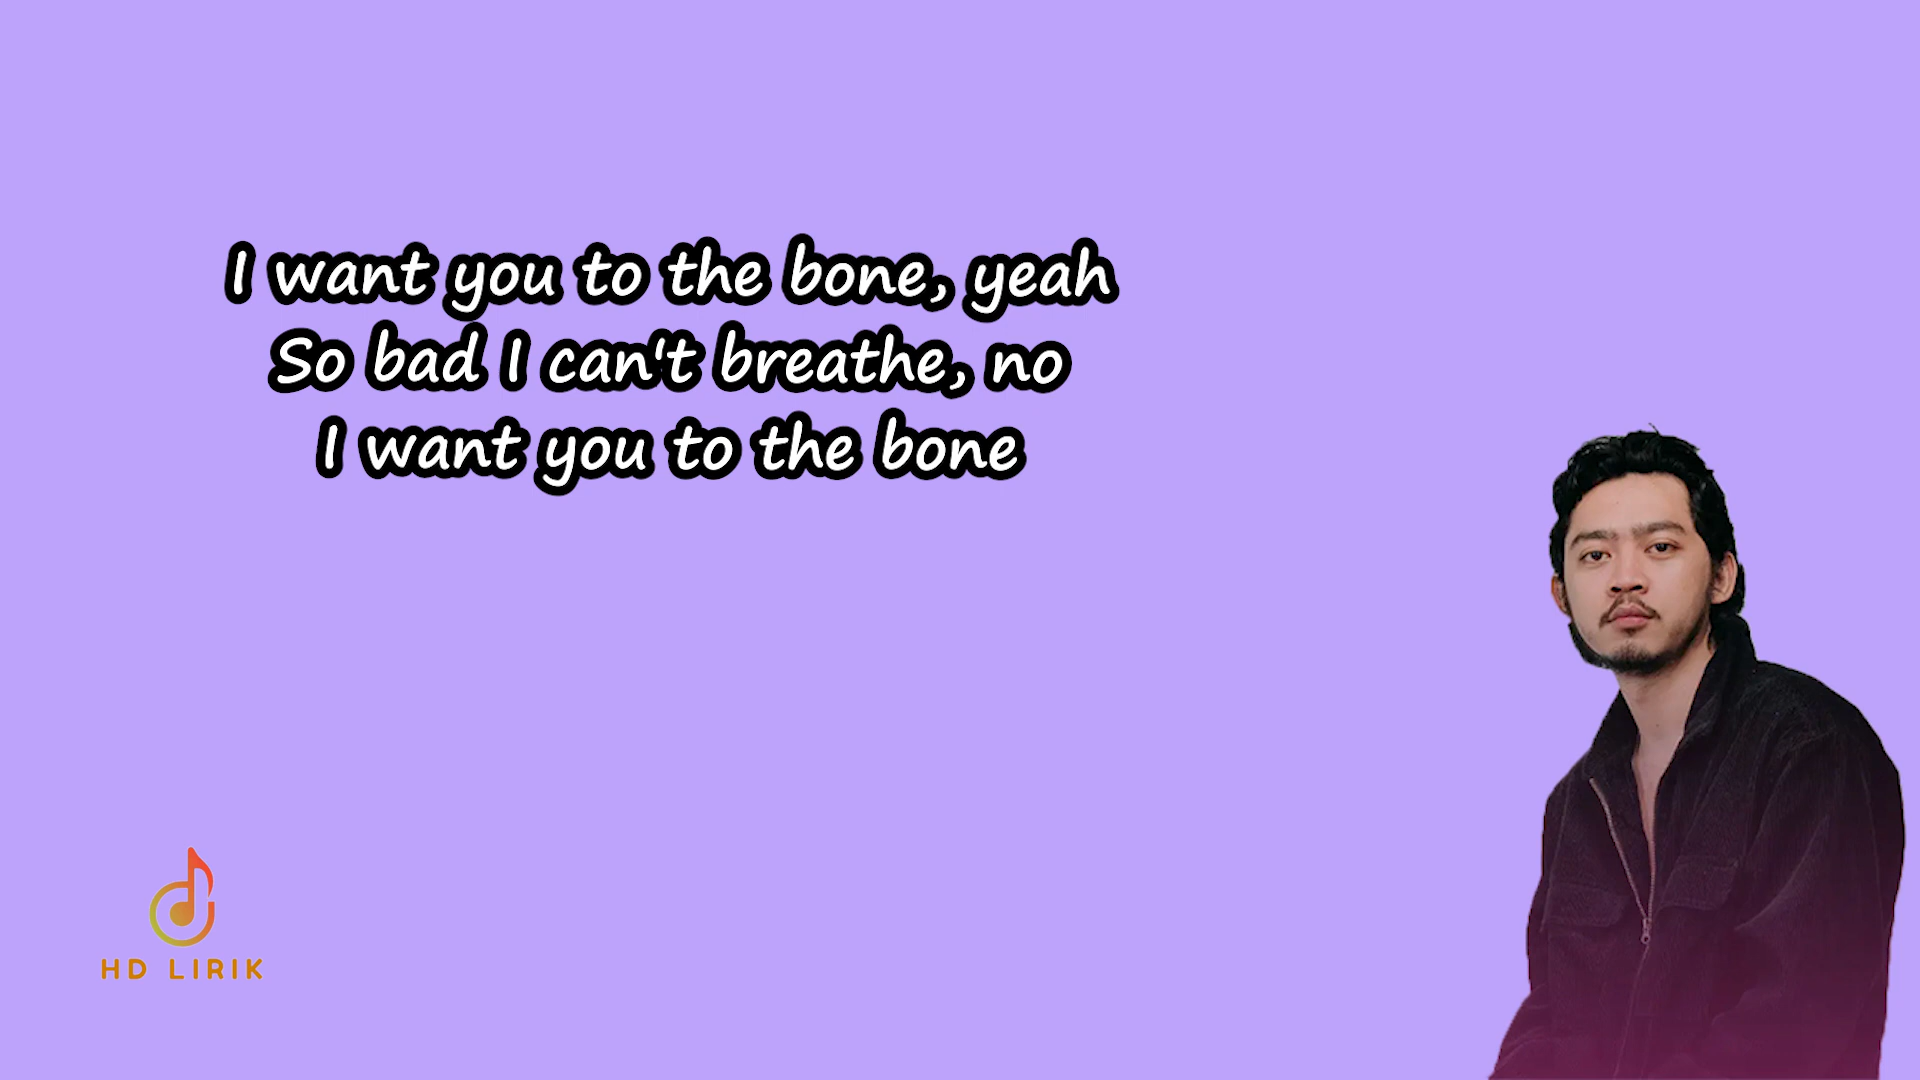 I want you to the bone, yeah
So bad I can't breathe, no
I want you to the bone
HD LIRIK